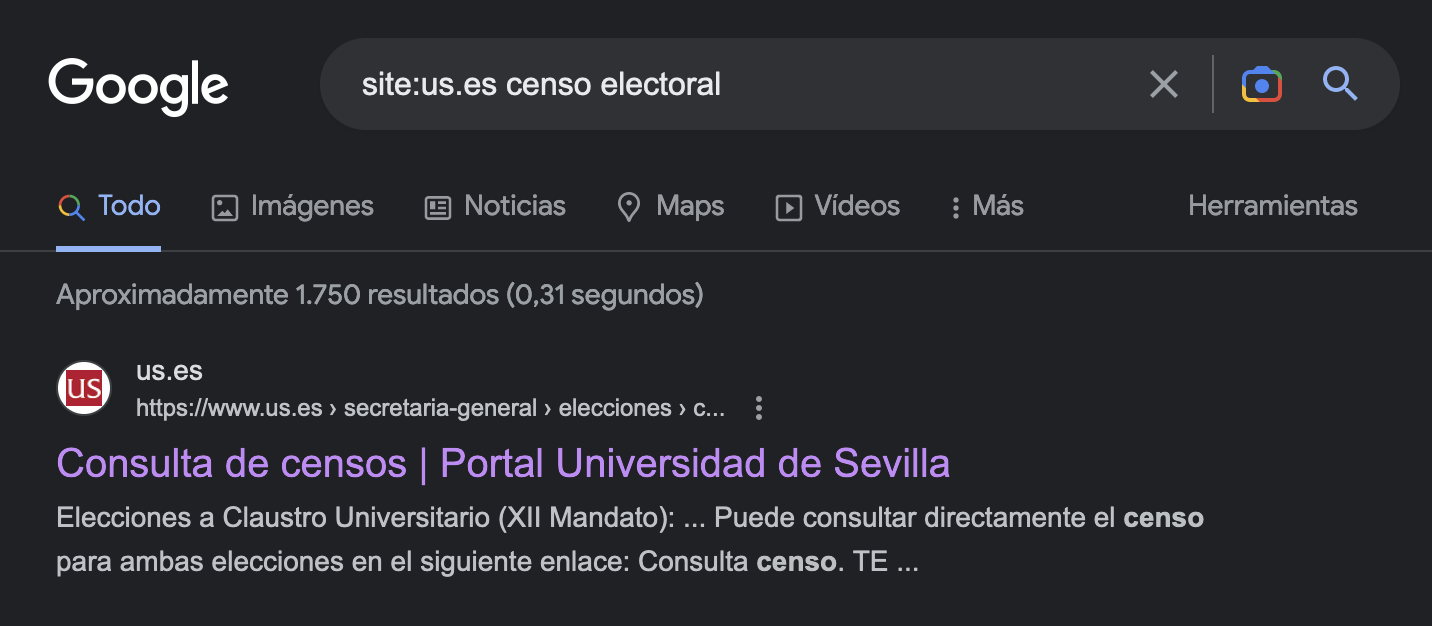 Google
site:us.es censo electoral
Todo Imágenes Noticias Maps Vídeos Más Herramientas
Aproximadamente 1.750 resultados (0,31 segundos)
US
us.es
https://www.us.es › secretaria-general › elecciones › c...
Consulta de censos | Portal Universidad de Sevilla
Elecciones a Claustro Universitario (XII Mandato): ... Puede consultar directamente el censo
para ambas elecciones en el siguiente enlace: Consulta censo. TE ...